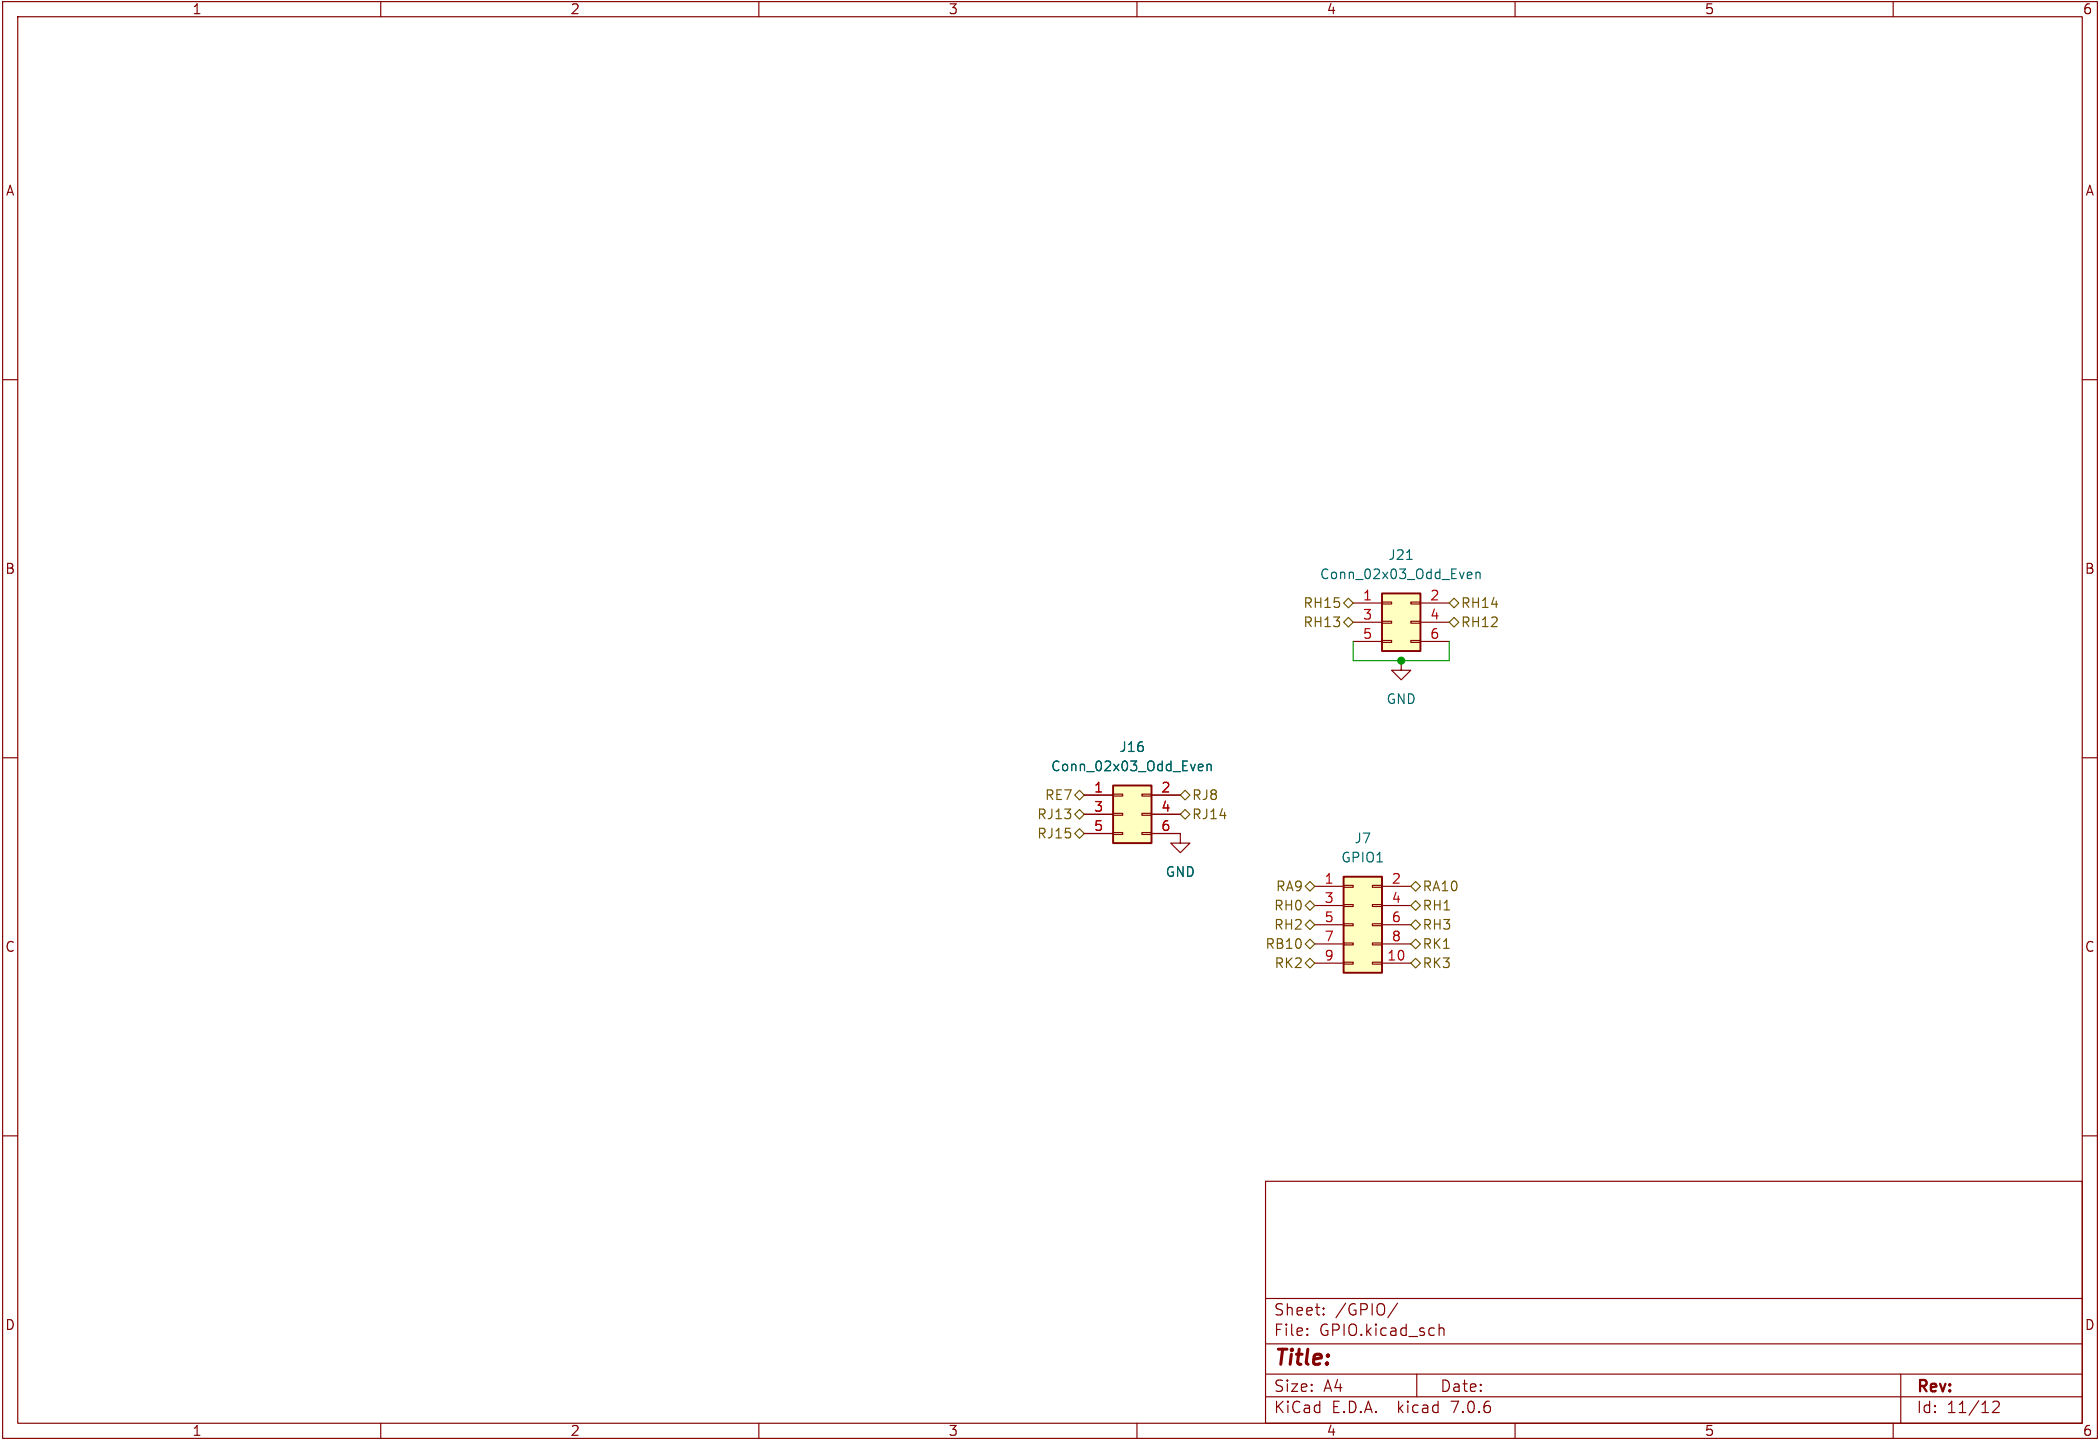 1 2 3 4 5 6
A A
J21
Conn_02x03_Odd_Even
B B
RH15 1 2 RH14
RH13 3 4 RH12
5 6
GND
J16
Conn_02x03_Odd_Even
RE7 1 2 RJ8
RJ13 3 4 RJ14
RJ15 5 6
GND
J7
GPIO1
RA9 1 2 RA10
RH0 3 4 RH1
RH2 5 6 RH3
RB10 7 8 RK1
C C
RK2 9 10 RK3
Sheet: /GPIO/
File: GPIO.kicad_sch
D D
Title:
Size: A4 Date: Rev:
KiCad E.D.A. kicad 7.0.6 Id: 11/12
1 2 3 4 5 6